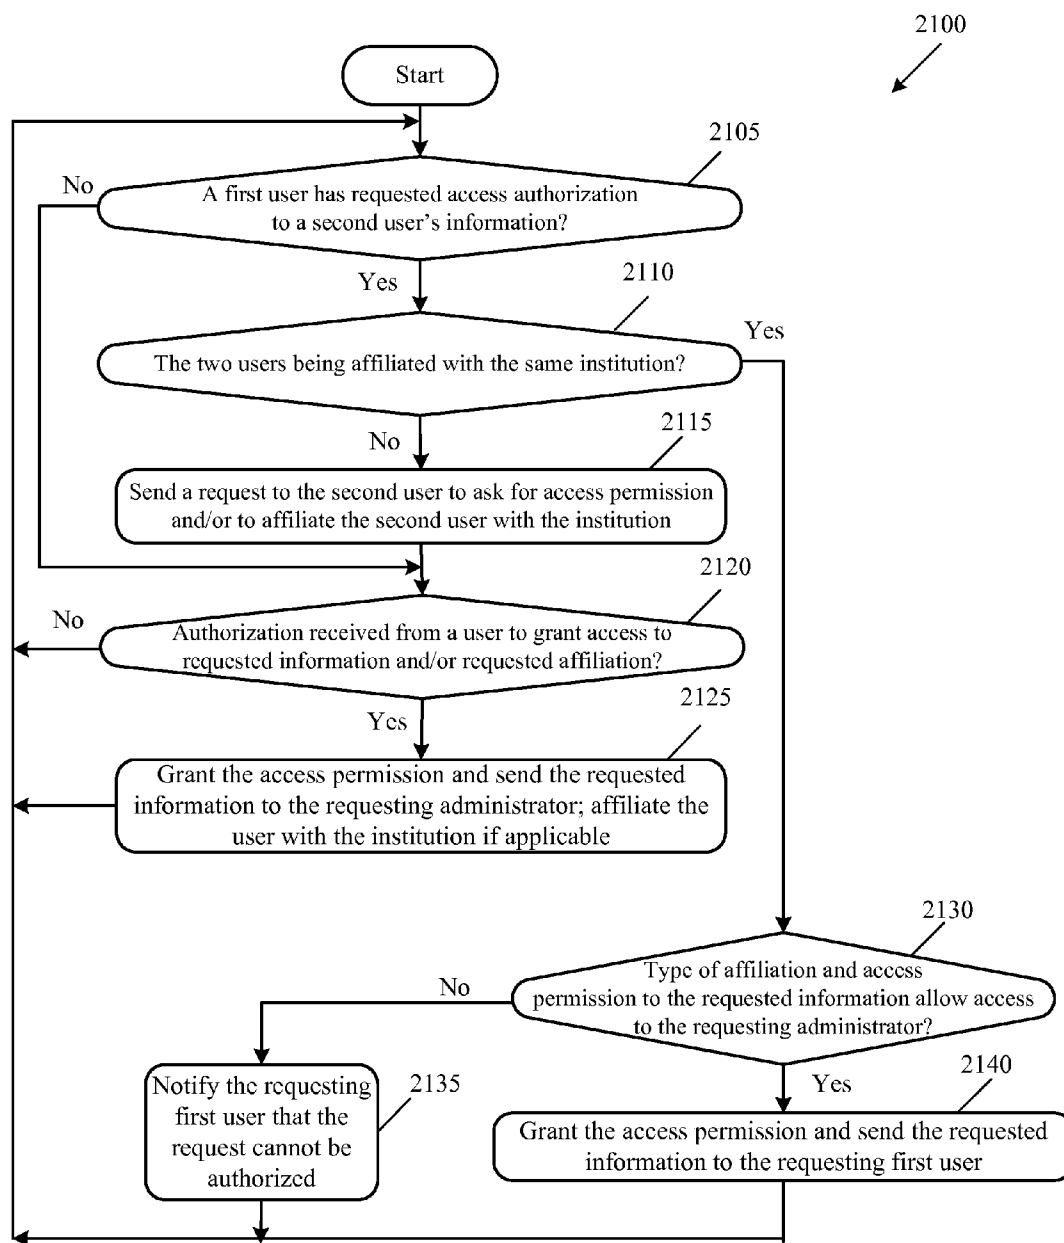 2100
Start
2105
No
A first user has requested access authorization
to a second user's information?
Yes
2110
Yes
The two users being affiliated with the same institution?
No
2115
Send a request to the second user to ask for access permission
and/or to affiliate the second user with the institution
2120
No
Authorization received from a user to grant access to
requested information and/or requested affiliation?
Yes
2125
Grant the access permission and send the requested
information to the requesting administrator; affiliate the
user with the institution if applicable
2130
Type of affiliation and access
permission to the requested information allow access
to the requesting administrator?
No
Yes
2140
Notify the requesting
first user that the
request cannot be
authorized
2135
Grant the access permission and send the requested
information to the requesting first user